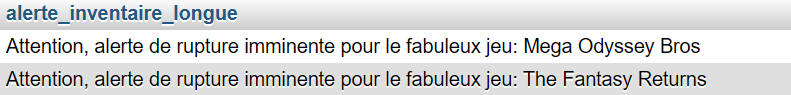 alerte_inventaire_longue
Attention, alerte de rupture imminente pour le fabuleux jeu: Mega Odyssey Bros
Attention, alerte de rupture imminente pour le fabuleux jeu: The Fantasy Returns